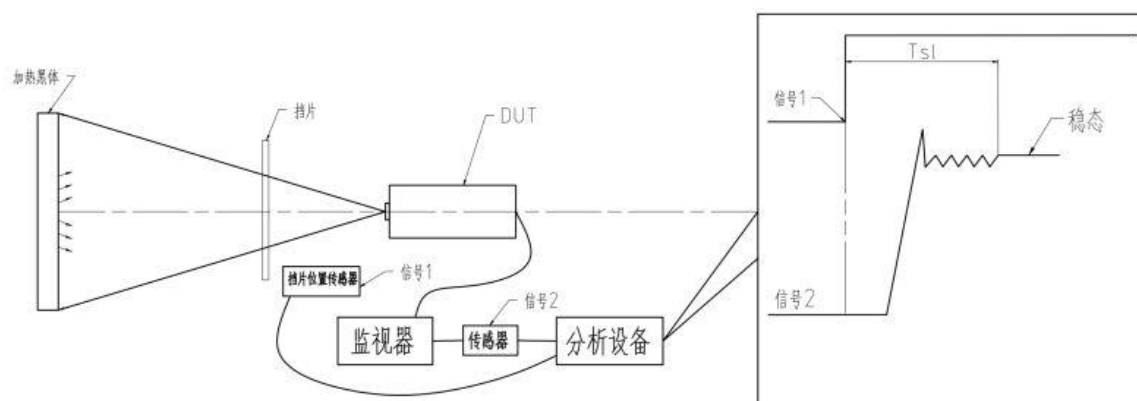 加热黑体
挡片
DUT
挡片位置传感器
信号1
监视器
信号2
传感器
分析设备
Tsl
信号1
稳态
信号2